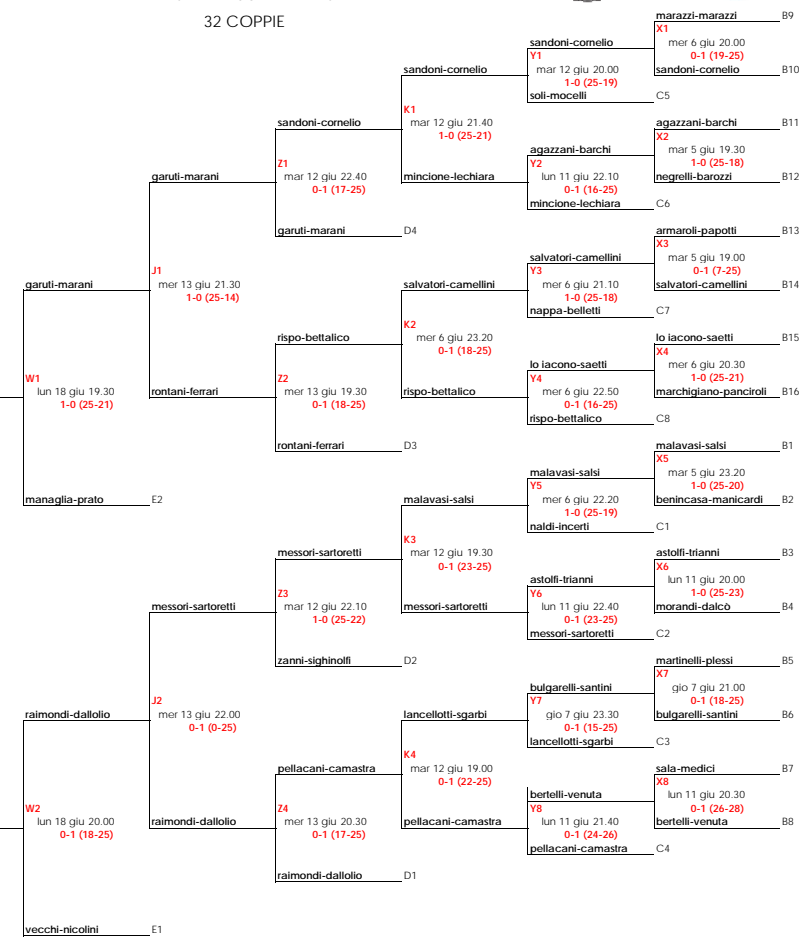 32 COPPIE
marazzi-marazzi B9
X1
sandoni-cornelio
mer 6 giu 20.00
Y1
0-1 (19-25)
sandoni-cornelio
mar 12 giu 20.00
sandoni-cornelio B10
1-0 (25-19)
soli-mocelli C5
K1
sandoni-cornelio
mar 12 giu 21.40
agazzani-barchi B11
1-0 (25-21)
X2
agazzani-barchi
mar 5 giu 19.30
Z1
Y2
1-0 (25-18)
garuti-marani
mar 12 giu 22.40
mincione-lechiara
lun 11 giu 22.10
negrelli-barozzi B12
0-1 (17-25)
0-1 (16-25)
mincione-lechiara C6
garuti-marani D4
armaroli-papotti B13
X3
salvatori-camellini
mar 5 giu 19.00
J1
Y3
0-1 (7-25)
garuti-marani
mer 13 giu 21.30
salvatori-camellini
mer 6 giu 21.10
salvatori-camellini B14
1-0 (25-14)
1-0 (25-18)
nappa-belletti C7
K2
rispo-bettalico
mer 6 giu 23.20
lo iacono-saetti B15
0-1 (18-25)
X4
lo iacono-saetti
mer 6 giu 20.30
W1
Z2
Y4
1-0 (25-21)
lun 18 giu 19.30
rontani-ferrari
mer 13 giu 19.30
rispo-bettalico
mer 6 giu 22.50
marchigiano-panciroli B16
1-0 (25-21)
0-1 (18-25)
0-1 (16-25)
rispo-bettalico C8
rontani-ferrari D3
malavasi-salsi B1
X5
malavasi-salsi
mar 5 giu 23.20
Y5
1-0 (25-20)
managlia-prato E2
malavasi-salsi
mer 6 giu 22.20
benincasa-manicardi B2
1-0 (25-19)
naldi-incerti C1
K3
messori-sartoretti
mar 12 giu 19.30
astolfi-trianni B3
0-1 (23-25)
X6
astolfi-trianni
lun 11 giu 20.00
Z3
Y6
1-0 (25-23)
messori-sartoretti
mar 12 giu 22.10
messori-sartoretti
lun 11 giu 22.40
morandi-dalcò B4
1-0 (25-22)
0-1 (23-25)
messori-sartoretti C2
zanni-sighinolfi D2
martinelli-plessi B5
X7
bulgarelli-santini
gio 7 giu 21.00
J2
Y7
0-1 (18-25)
raimondi-dallolio
mer 13 giu 22.00
lancellotti-sgarbi
gio 7 giu 23.30
bulgarelli-santini B6
0-1 (0-25)
0-1 (15-25)
lancellotti-sgarbi C3
K4
pellacani-camastra
mar 12 giu 19.00
sala-medici B7
0-1 (22-25)
X8
bertelli-venuta
lun 11 giu 20.30
W2
Z4
Y8
0-1 (26-28)
lun 18 giu 20.00
raimondi-dallolio
mer 13 giu 20.30
pellacani-camastra
lun 11 giu 21.40
bertelli-venuta B8
0-1 (18-25)
0-1 (17-25)
0-1 (24-26)
pellacani-camastra C4
raimondi-dallolio D1
vecchi-nicolini E1